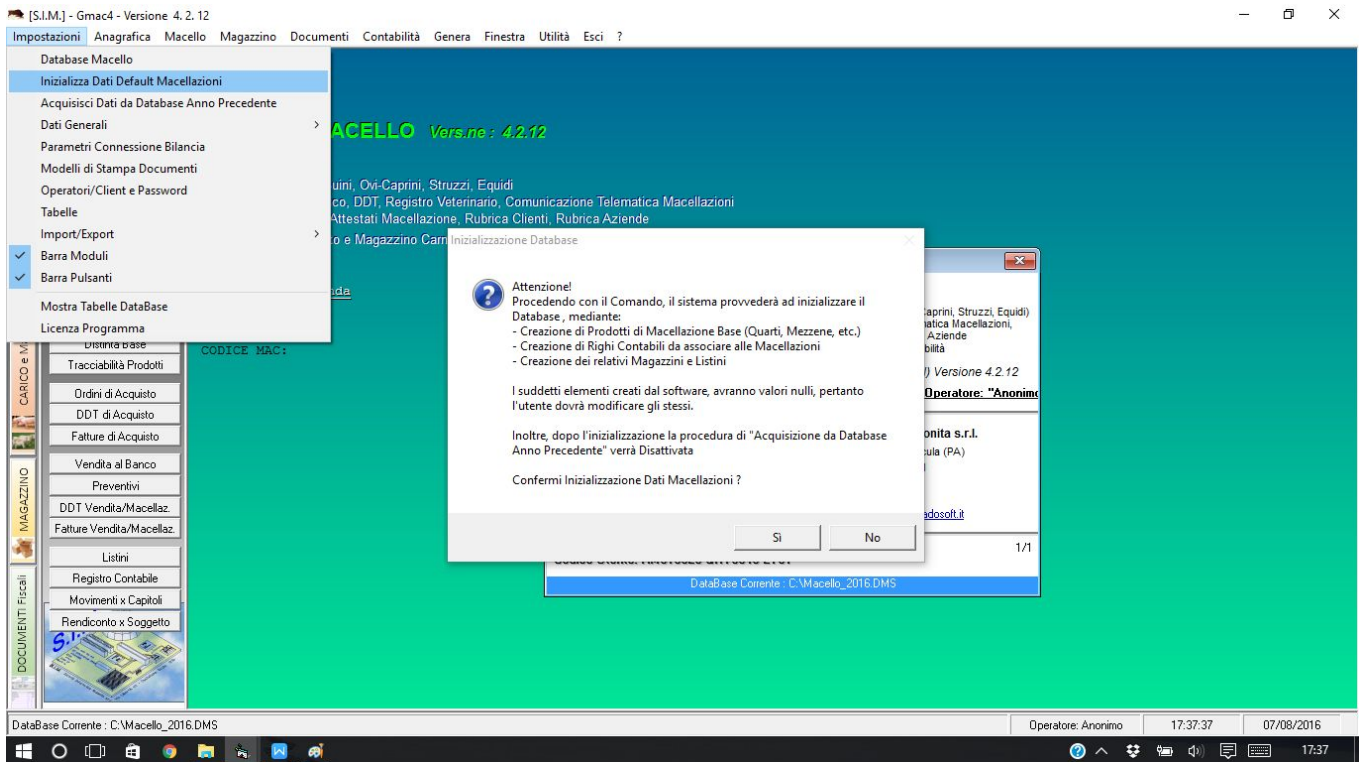 [S.I.M.] - Gmac4 - Versione 4. 2. 12
Impostazioni Anagrafica Macello Magazzino Documenti Contabilità Genera Finestra Utilità Esci ?
Database Macello
Inizializza Dati Default Macellazioni
Acquisisci Dati da Database Anno Precedente
Dati Generali
Parametri Connessione Bilancia
Modelli di Stampa Documenti
Operatori/Client e Password
Tabelle
Import/Export
Barra Moduli
Barra Pulsanti
Mostra Tabelle DataBase
Licenza Programma
ACELLO Vers.ne : 4.2.12
uini, Ovi-Caprini, Struzzi, Equidi
co, DDT, Registro Veterinario, Comunicazione Telematica Macellazioni
Attestati Macellazione, Rubrica Clienti, Rubrica Aziende
o e Magazzino Carn
nda
CODICE MAC:
Inizializzazione Database
Attenzione!
Procedendo con il Comando, il sistema provvederà ad inizializzare il
Database , mediante:
- Creazione di Prodotti di Macellazione Base (Quarti, Mezzene, etc.)
- Creazione di Righi Contabili da associare alle Macellazioni
- Creazione dei relativi Magazzini e Listini
I suddetti elementi creati dal software, avranno valori nulli, pertanto
l'utente dovrà modificare gli stessi.
Inoltre, dopo l'inizializzazione la procedura di "Acquisizione da Database
Anno Precedente" verrà Disattivata
Confermi Inizializzazione Dati Macellazioni ?
Sì No
aprini, Struzzi, Equidi)
atica Macellazioni,
Aziende
bilità
) Versione 4.2.12
Operatore: "Anonimo
onita s.r.l.
ula (PA)
adosoft.it
1/1
DataBase Corrente : C:\Macello_2016.DMS
Distinta Base
Tracciabilità Prodotti
Ordini di Acquisto
DDT di Acquisto
Fatture di Acquisto
Vendita al Banco
Preventivi
DDT Vendita/Macellaz.
Fatture Vendita/Macellaz.
Listini
Registro Contabile
Movimenti x Capitoli
Rendiconto x Soggetto
CARICO e M
MAGAZZINO
DOCUMENTI Fiscali
S.I.
DataBase Corrente : C:\Macello_2016.DMS
Operatore: Anonimo 17:37:37 07/08/2016
17:37